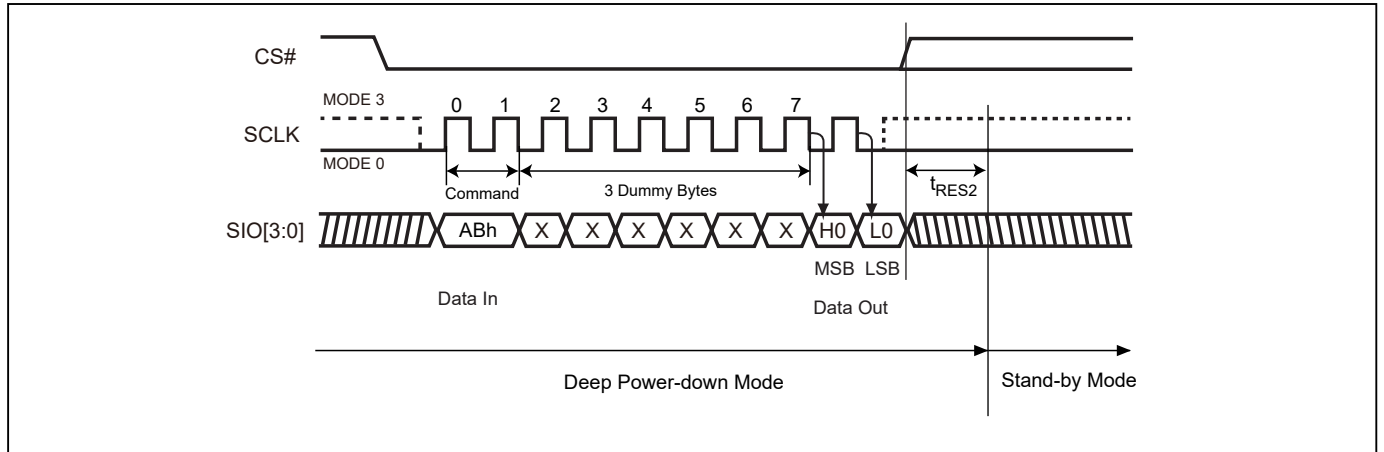 CS#
MODE 3
0 1 2 3 4 5 6 7
SCLK
MODE 0
tRES2
Command
3 Dummy Bytes
SIO[3:0]
ABh X X X X X X H0 L0
MSB LSB
Data In
Data Out
Deep Power-down Mode
Stand-by Mode